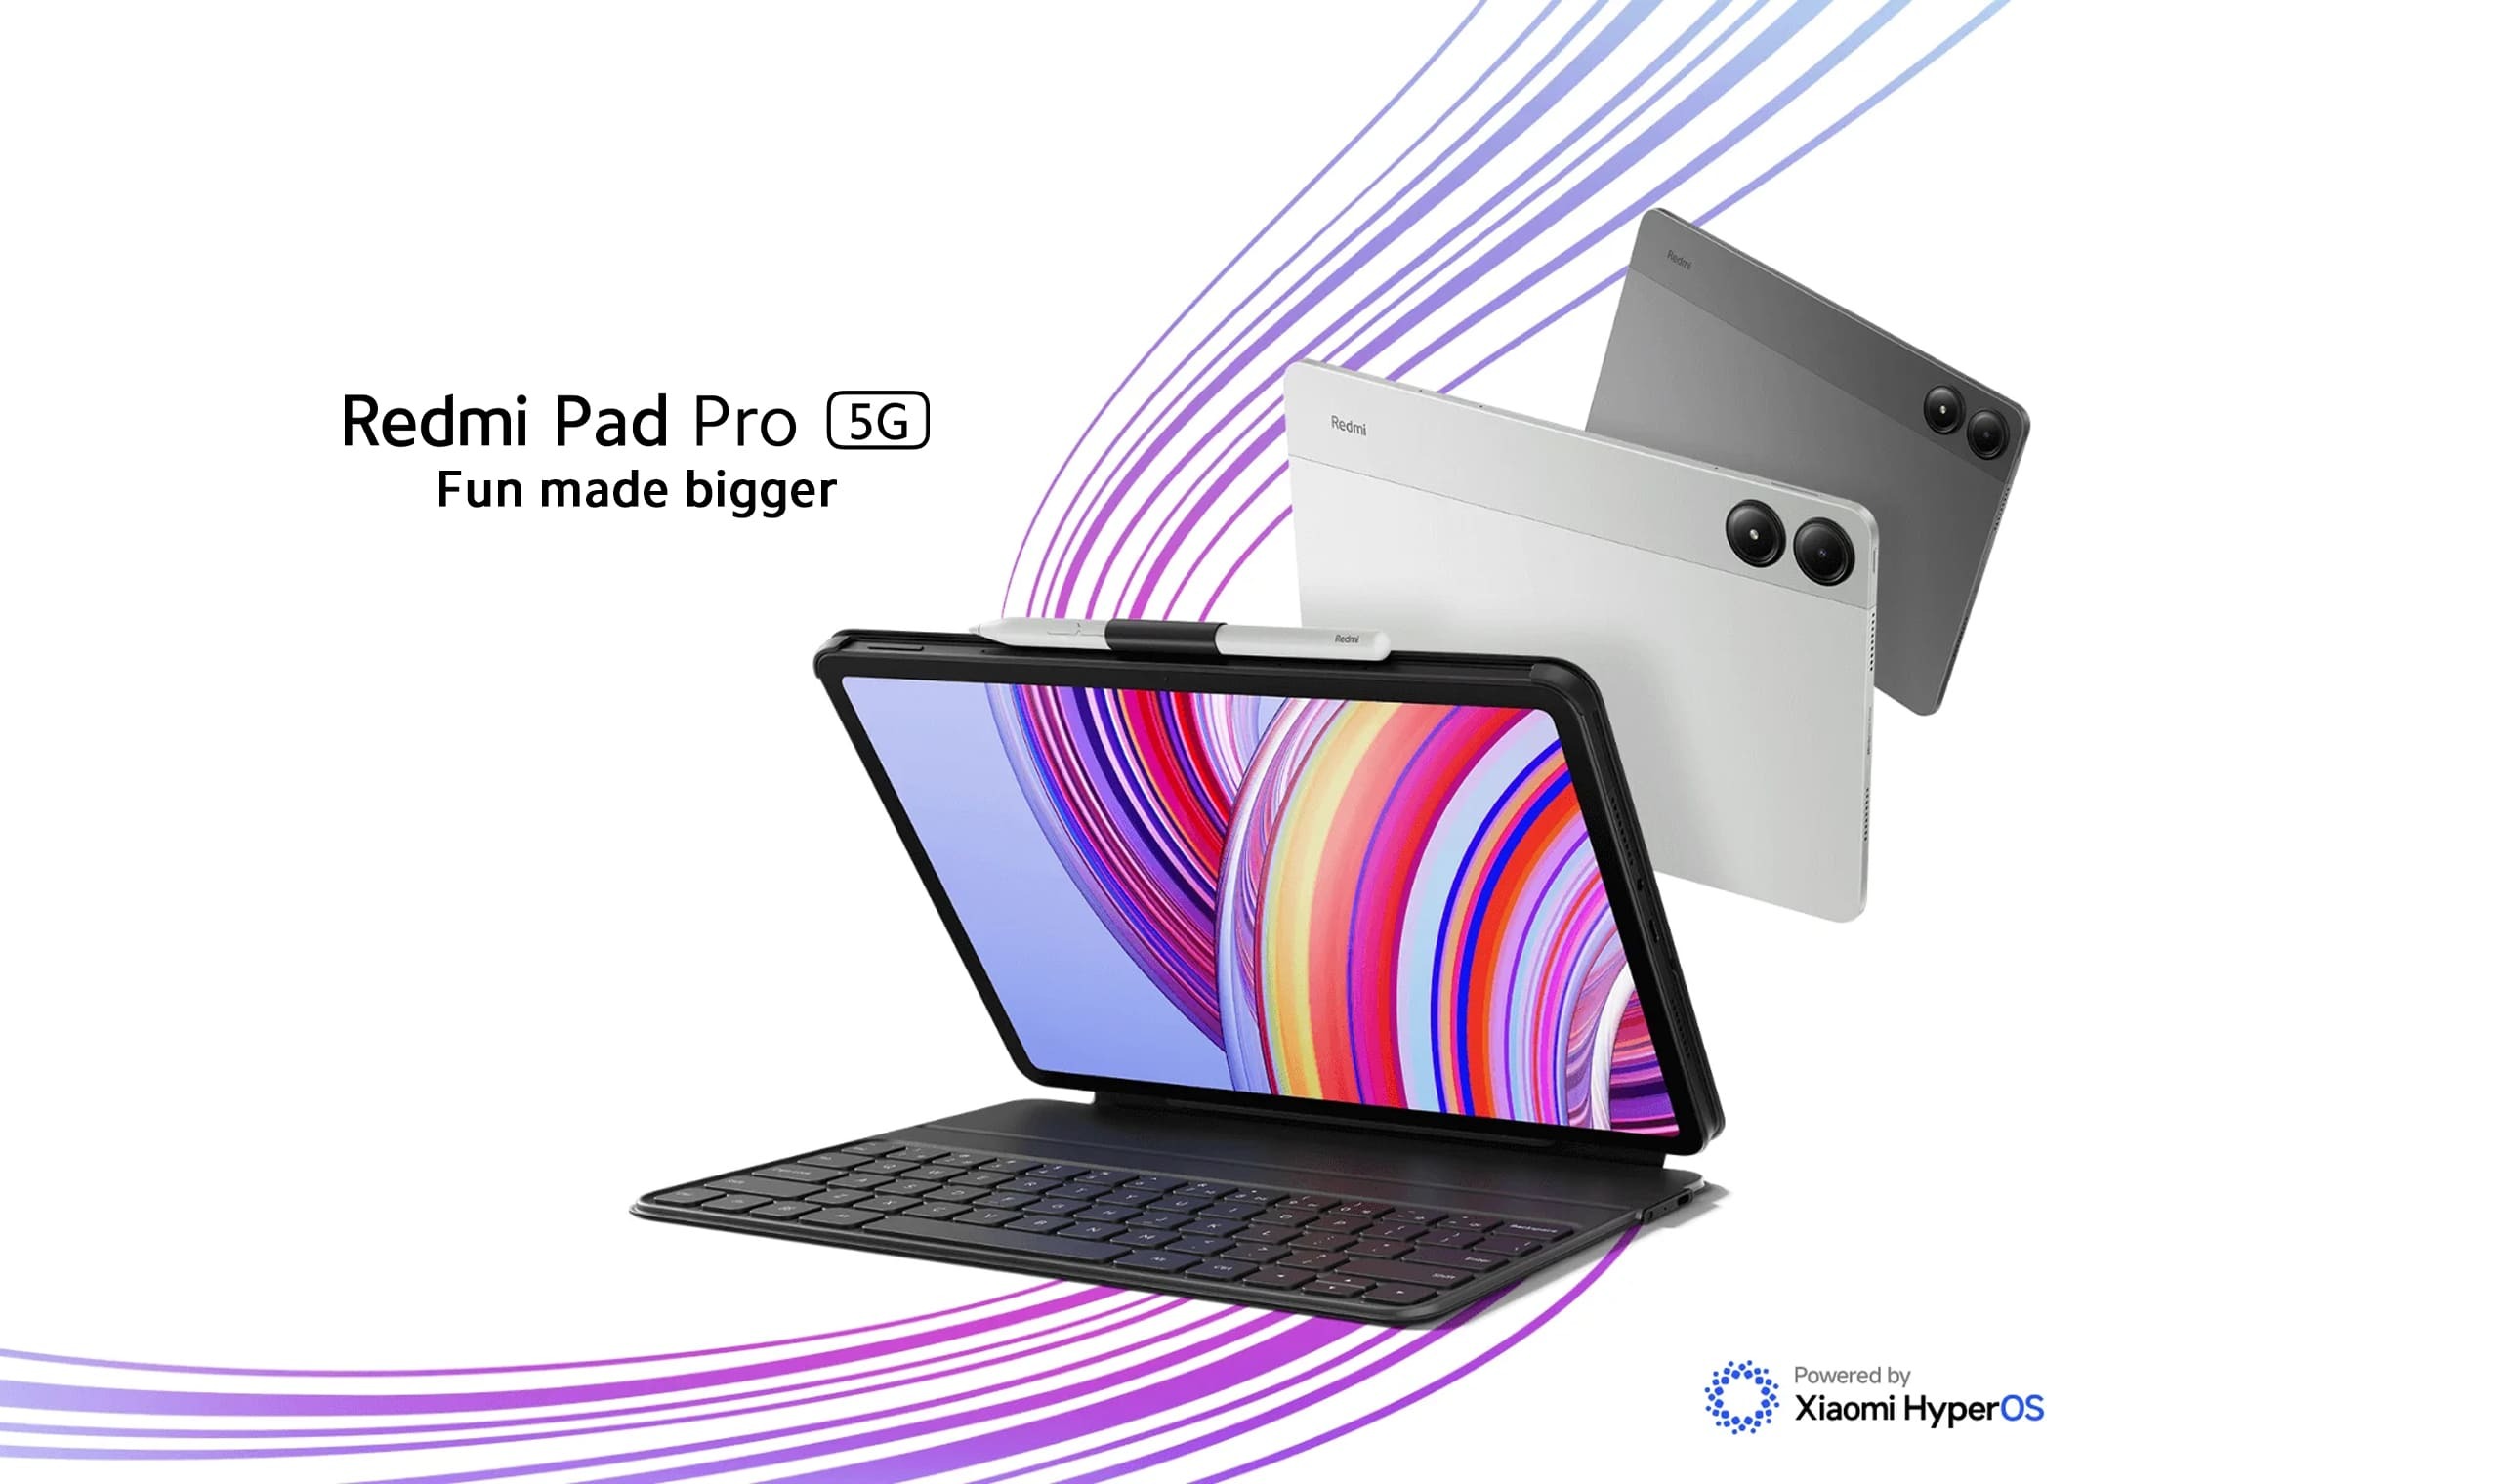 Redmi Pad Pro 5G
Fun made bigger
Redmi
Redmi
Redmi
Powered by
Xiaomi HyperOS